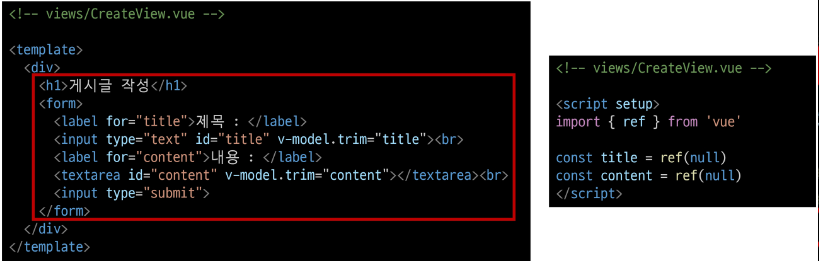 <!-- views/CreateView.vue -->
<template>
<div>
<h1>게시글 작성</h1>
<form>
<label for="title">제목 : </label>
<input type="text" id="title" v-model.trim="title"><br>
<label for="content">내용 : </label>
<textarea id="content" v-model.trim="content"></textarea><br>
<input type="submit">
</form>
</div>
</template>
<!-- views/CreateView.vue -->
<script setup>
import { ref } from 'vue'
const title = ref(null)
const content = ref(null)
</script>